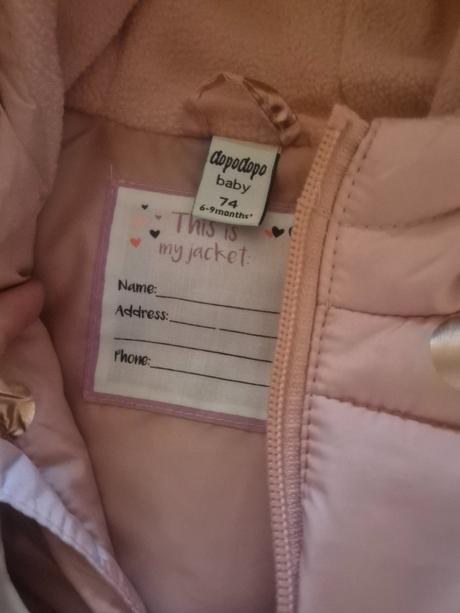 dopodopo
baby
74
6-9months*
This is
my jacket:
Name:
Address:
Phone: